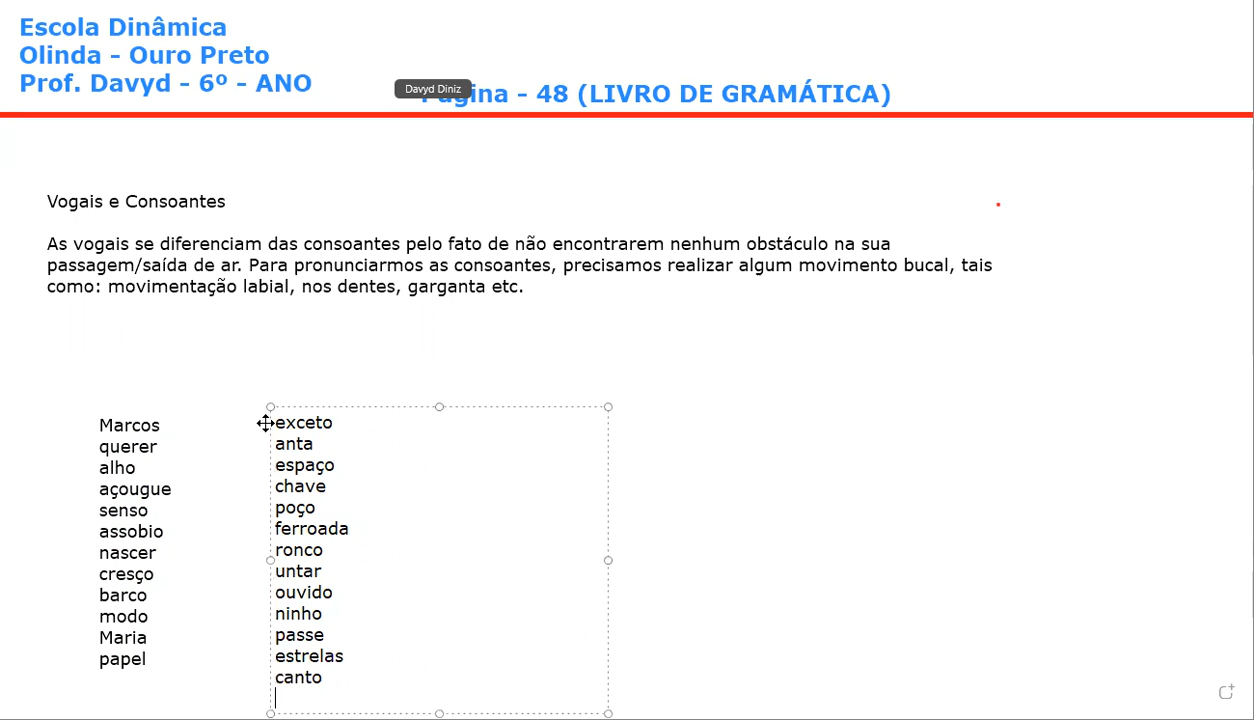 Escola Dinâmica
Olinda - Ouro Preto
Prof. Davyd - 6º - ANO
Davyd Diniz
Página - 48 (LIVRO DE GRAMÁTICA)
Vogais e Consoantes
As vogais se diferenciam das consoantes pelo fato de não encontrarem nenhum obstáculo na sua
passagem/saída de ar. Para pronunciarmos as consoantes, precisamos realizar algum movimento bucal, tais
como: movimentação labial, nos dentes, garganta etc.
Marcos
querer
alho
açougue
senso
assobio
nascer
cresço
barco
modo
Maria
papel
exceto
anta
espaço
chave
poço
ferroada
ronco
untar
ouvido
ninho
passe
estrelas
canto